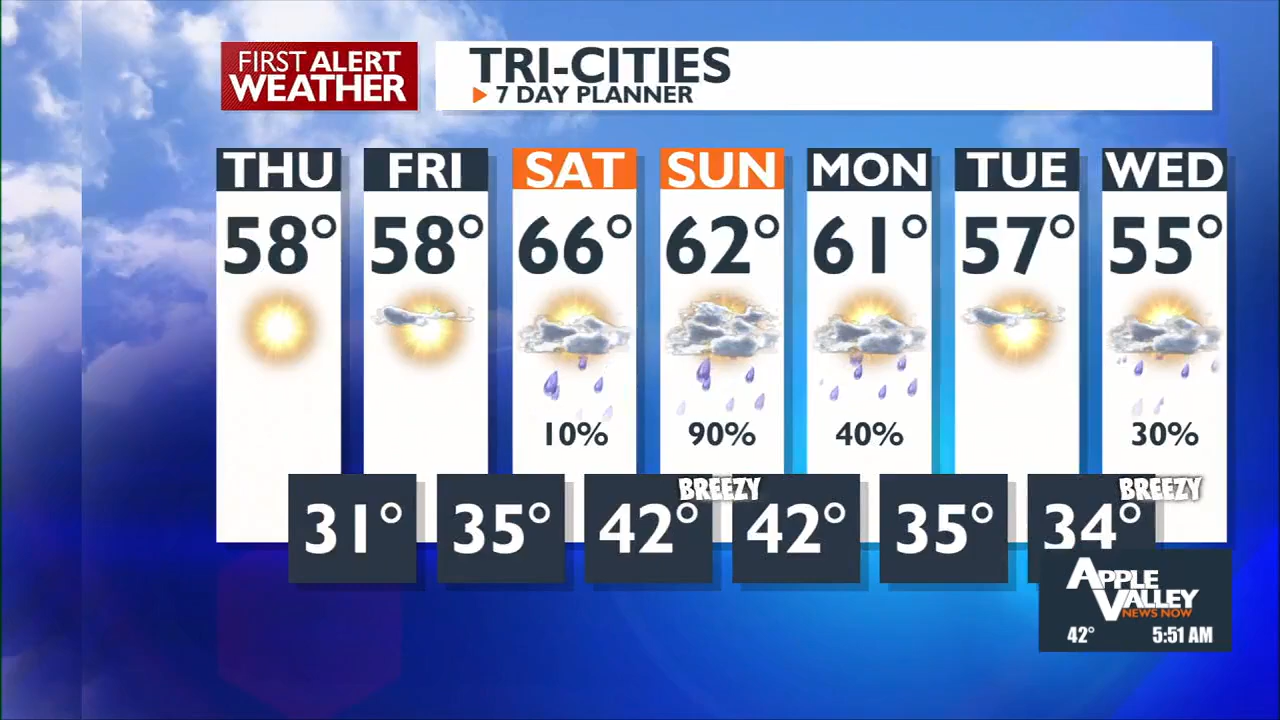 FIRST ALERT
WEATHER
TRI-CITIES
7 DAY PLANNER
THU FRI SAT SUN MON TUE WED
58° 58° 66° 62° 61° 57° 55°
10% 90% 40% 30%
BREEZY BREEZY
31° 35° 42° 42° 35° 34°
APPLE
VALLEY
NEWS NOW
42° 5:51 AM